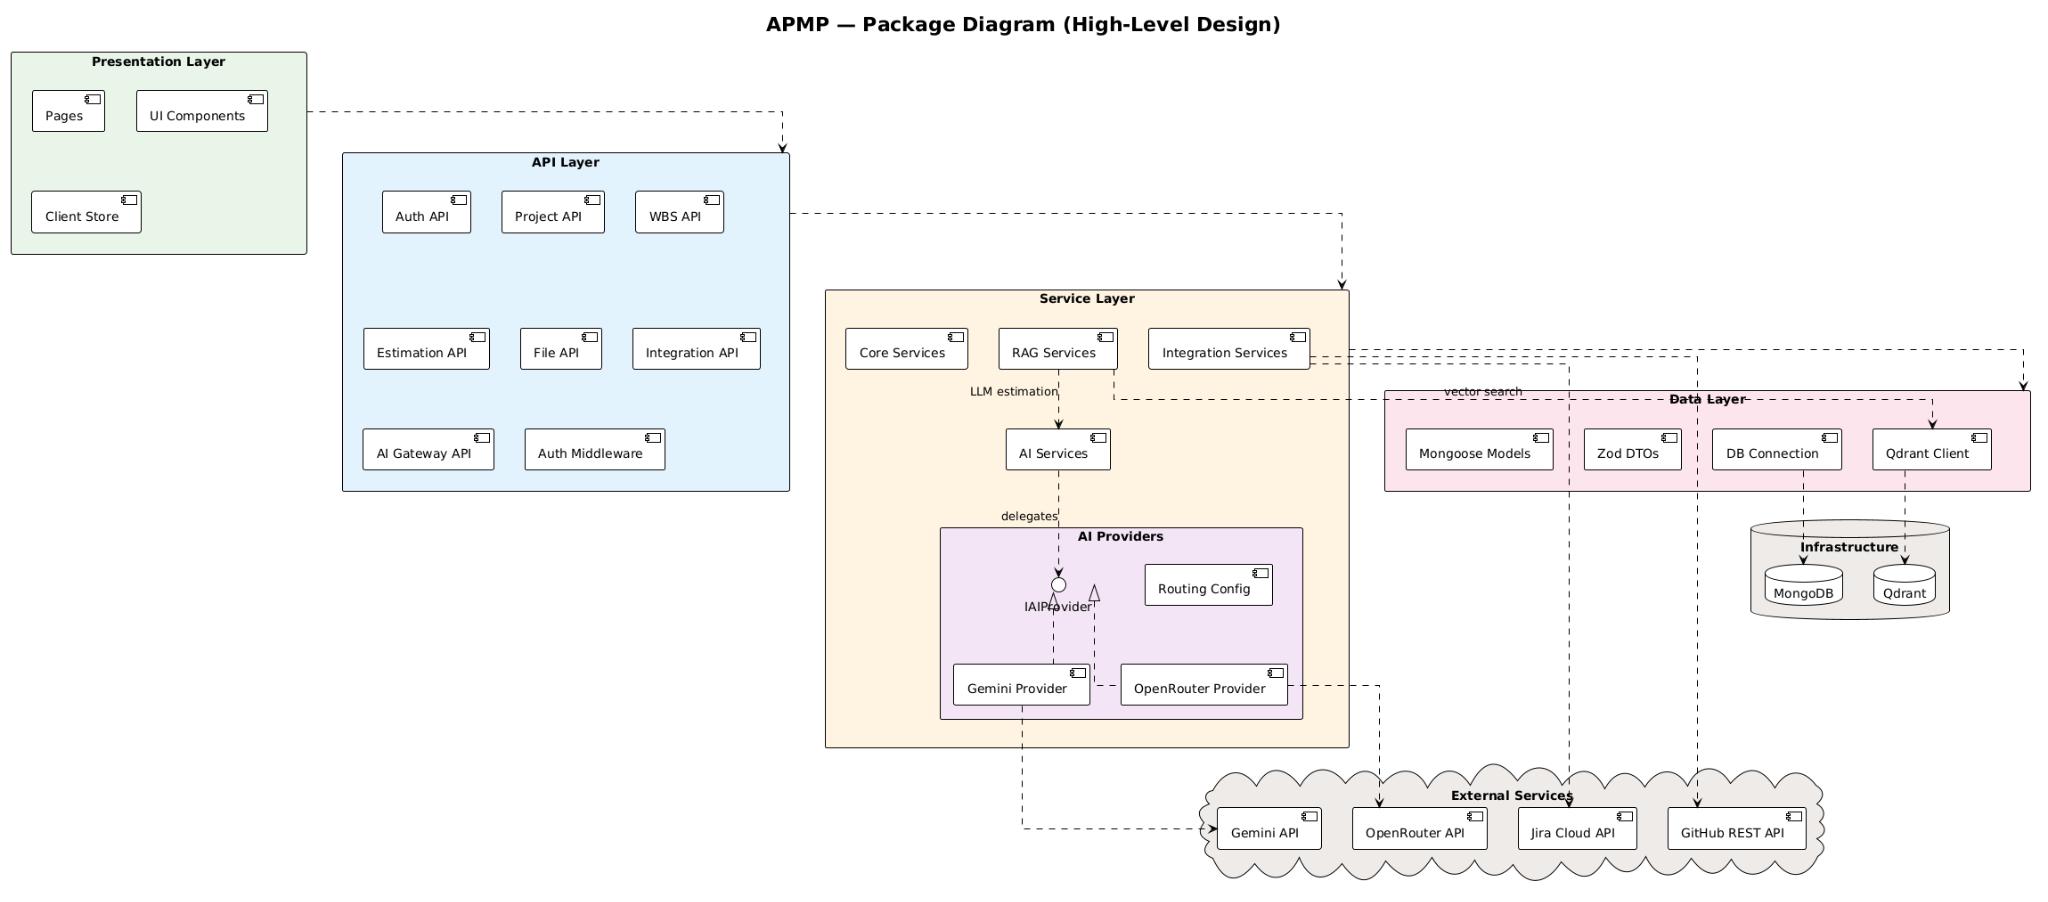 APMP — Package Diagram (High-Level Design)
Presentation Layer
Pages
UI Components
Client Store
API Layer
Auth API
Project API
WBS API
Estimation API
File API
Integration API
AI Gateway API
Auth Middleware
Service Layer
Core Services
RAG Services
Integration Services
LLM estimation
vector search
AI Services
delegates
AI Providers
IAIProvider
Routing Config
Gemini Provider
OpenRouter Provider
Data Layer
Mongoose Models
Zod DTOs
DB Connection
Qdrant Client
Infrastructure
MongoDB
Qdrant
External Services
Gemini API
OpenRouter API
Jira Cloud API
GitHub REST API